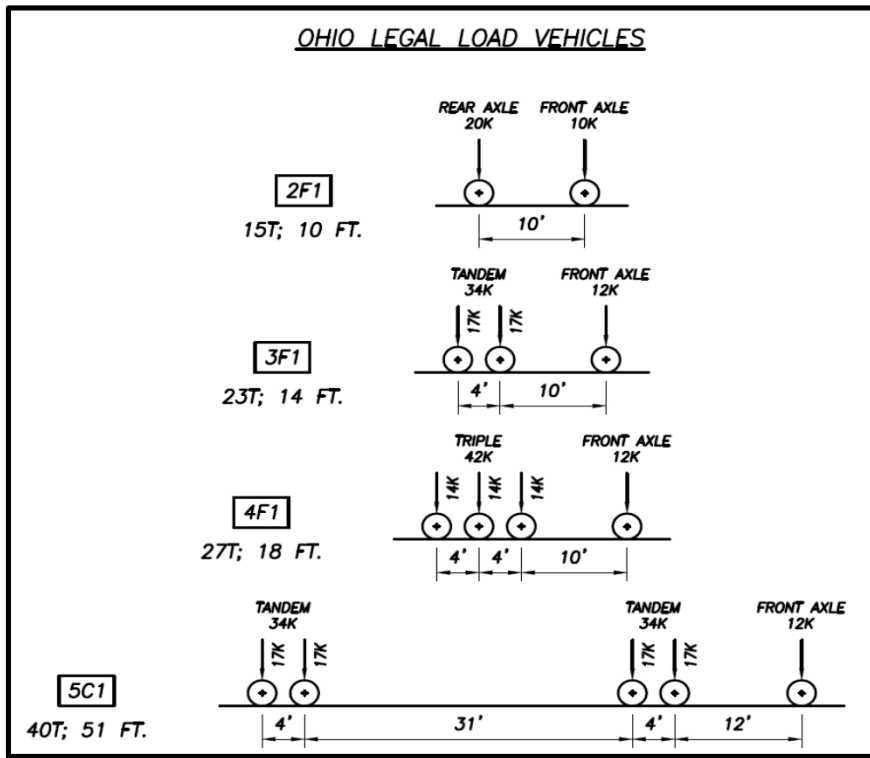 OHIO LEGAL LOAD VEHICLES
REAR AXLE
20K
FRONT AXLE
10K
2F1
15T; 10 FT.
10'
TANDEM
34K
FRONT AXLE
12K
17K
17K
3F1
23T; 14 FT.
4'
10'
TRIPLE
42K
FRONT AXLE
12K
14K
14K
14K
4F1
27T; 18 FT.
4'
4'
10'
TANDEM
34K
TANDEM
34K
FRONT AXLE
12K
17K
17K
17K
17K
5C1
40T; 51 FT.
4'
31'
4'
12'